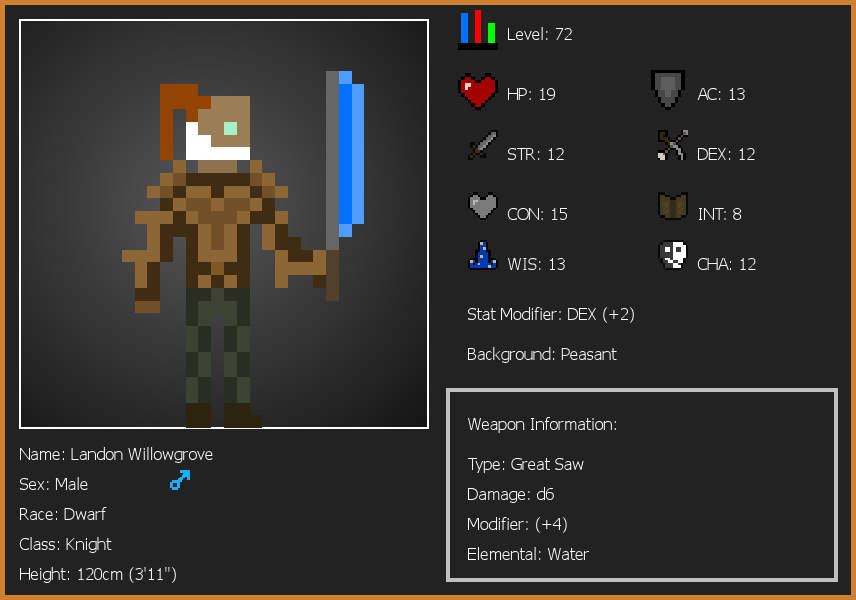 Level: 72
HP: 19
AC: 13
STR: 12
DEX: 12
CON: 15
INT: 8
WIS: 13
CHA: 12
Stat Modifier: DEX (+2)
Background: Peasant
Weapon Information:
Type: Great Saw
Damage: d6
Modifier: (+4)
Elemental: Water
Name: Landon Willowgrove
Sex: Male
Race: Dwarf
Class: Knight
Height: 120cm (3'11")